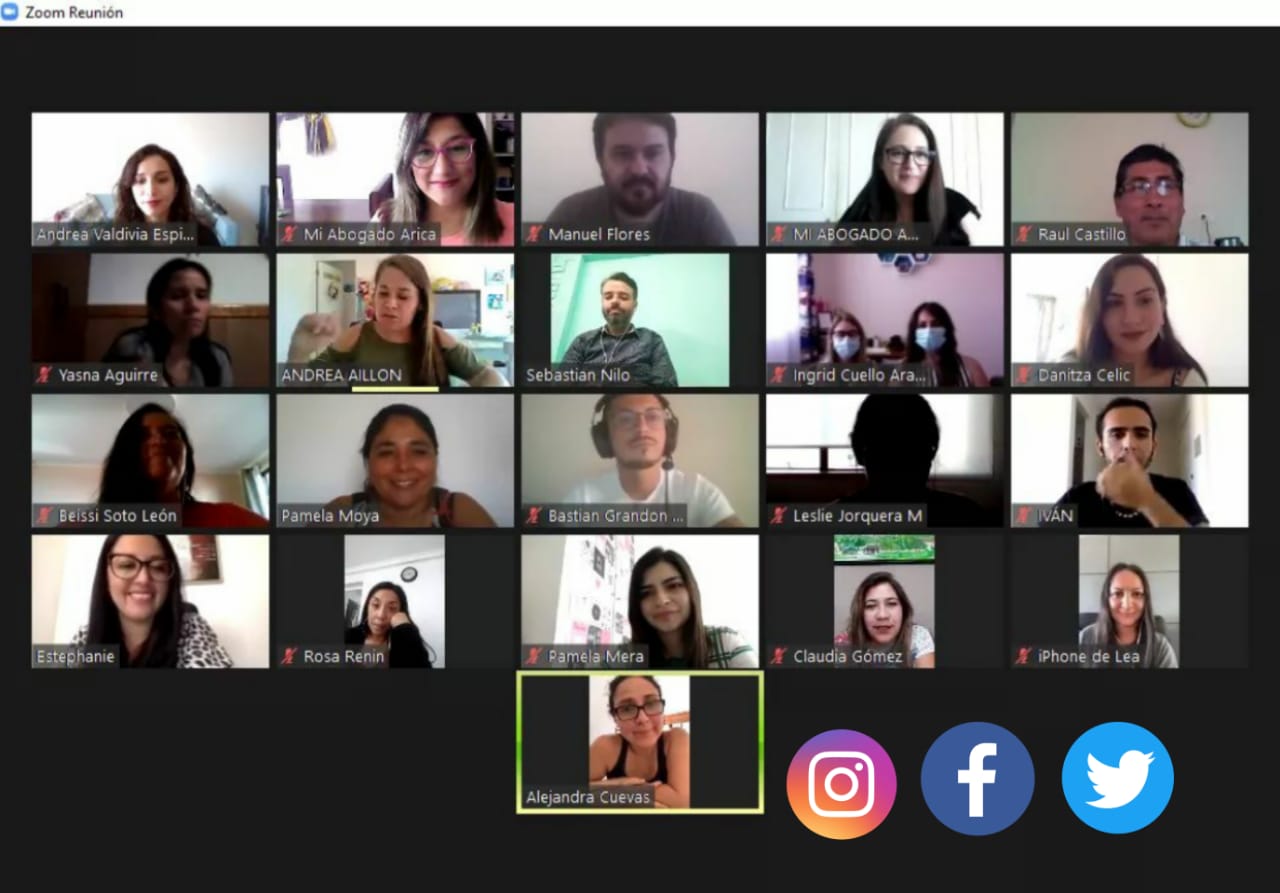 Zoom Reunión
Andrea Valdivia Espi...
Mi Abogado Arica
Manuel Flores
MI ABOGADO A...
Raul Castillo
Yasna Aguirre
ANDREA AILLON
Sebastian Nilo
Ingrid Cuello Ara...
Danitza Celic
Beissi Soto León
Pamela Moya
Bastian Grandon ...
Leslie Jorquera M
IVÁN
Estephanie
Rosa Renin
Pamela Mera
Claudia Gómez
iPhone de Lea
Alejandra Cuevas